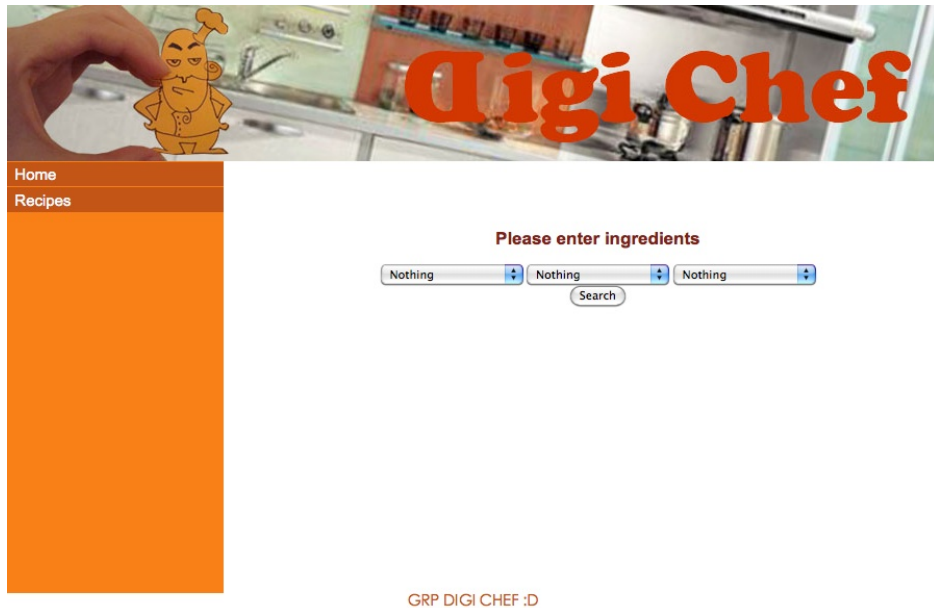 Digi Chef
Home
Recipes
Please enter ingredients
Nothing Nothing Nothing
Search
GRP DIGI CHEF :D